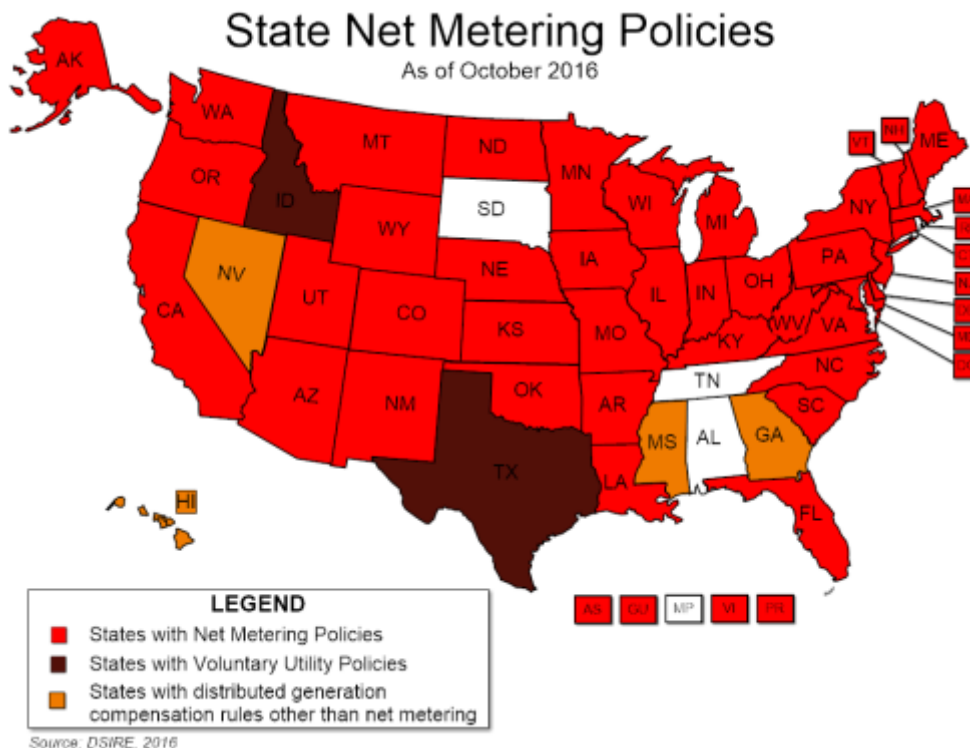 State Net Metering Policies
As of October 2016
AK
WA
MT
ND
MN
VT
NH
ME
OR
ID
SD
WI
MI
NY
WY
NV
IA
PA
NE
UT
CO
IL
IN
OH
CA
KS
MO
WV
VA
KY
NC
TN
AZ
NM
OK
AR
SC
MS
AL
GA
TX
LA
FL
HI
AS
GU
MP
VI
PR
LEGEND
States with Net Metering Policies
States with Voluntary Utility Policies
States with distributed generation
compensation rules other than net metering
Source: DSIRE, 2016